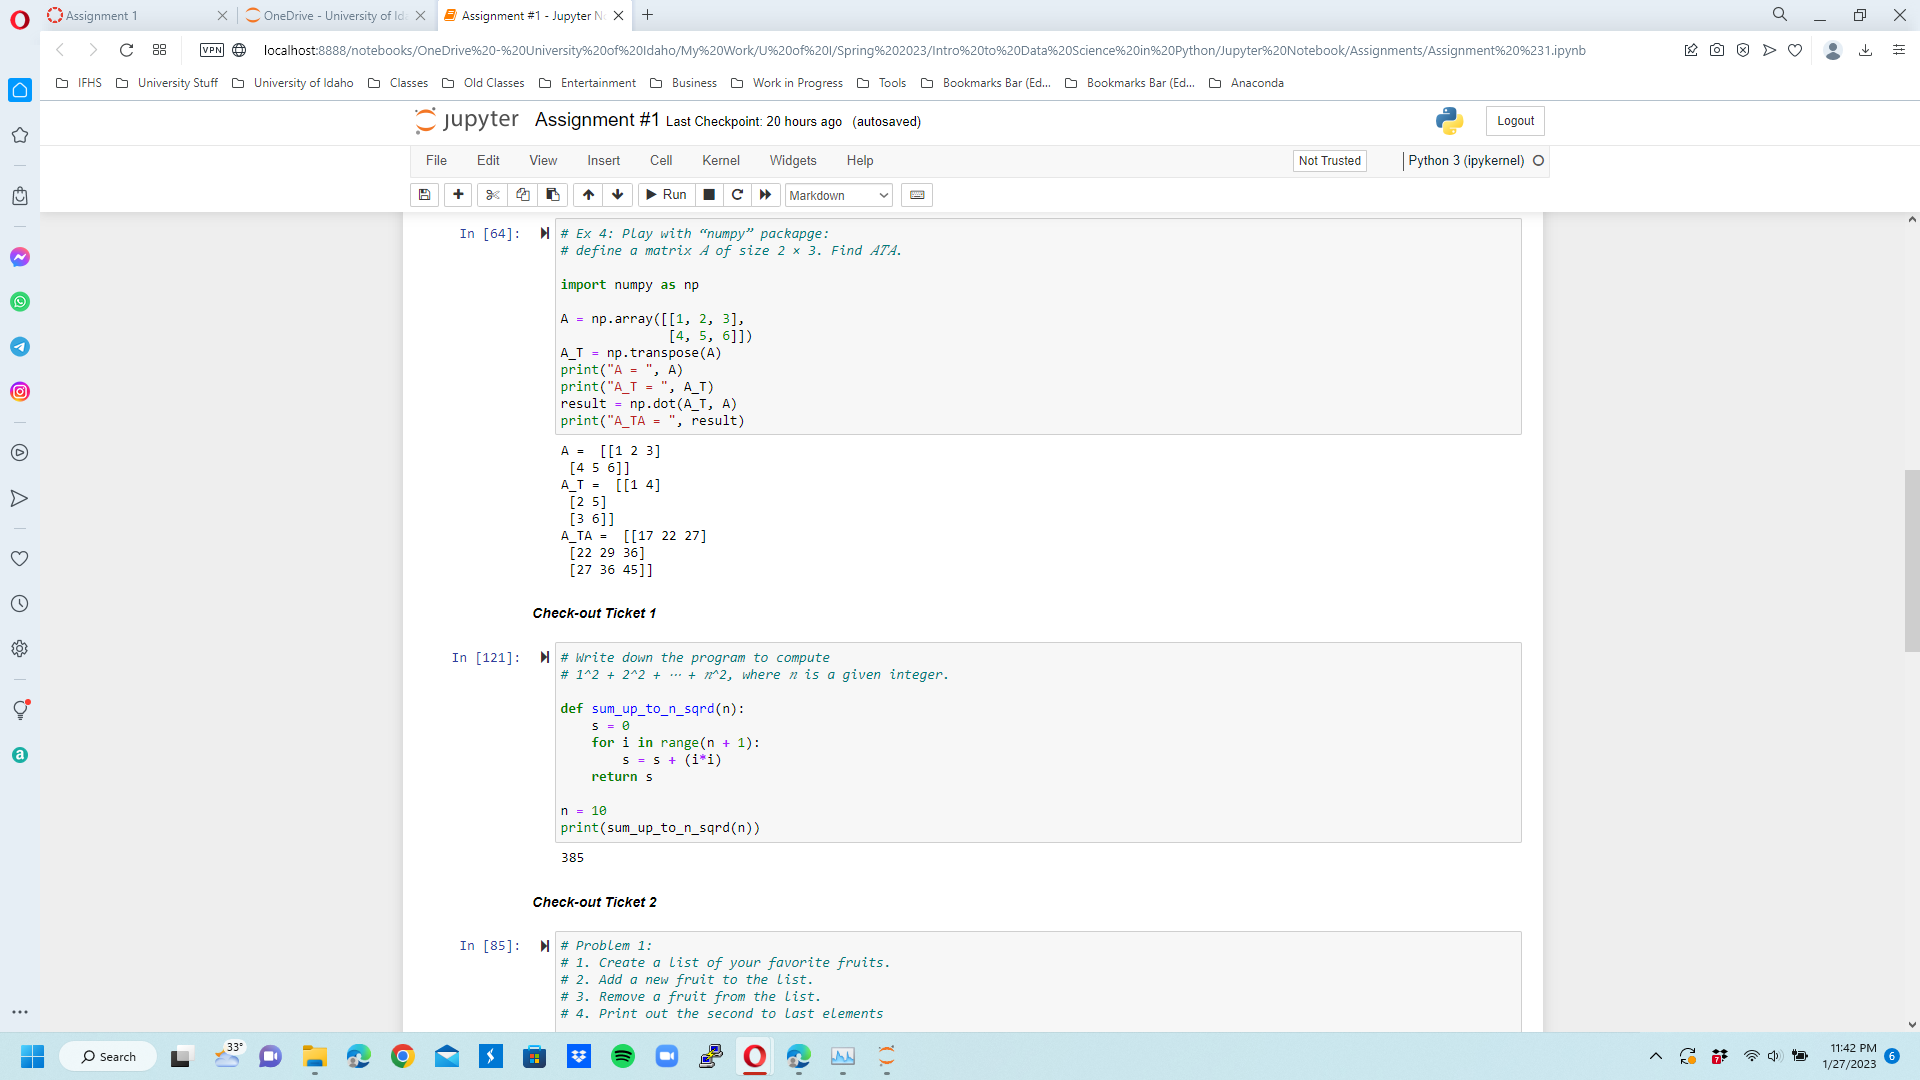 Assignment 1
OneDrive - University of Ida
Assignment #1 - Jupyter N
VPN
localhost:8888/notebooks/OneDrive%20-%20University%20of%20Idaho/My%20Work/U%20of%20I/Spring%202023/Intro%20to%20Data%20Science%20in%20Python/Jupyter%20Notebook/Assignments/Assignment%20%231.ipynb
IFHS
University Stuff
University of Idaho
Classes
Old Classes
Entertainment
Business
Work in Progress
Tools
Bookmarks Bar (Ed...
Bookmarks Bar (Ed...
Anaconda
jupyter Assignment #1 Last Checkpoint: 20 hours ago (autosaved)
Logout
File Edit View Insert Cell Kernel Widgets Help
Not Trusted
Python 3 (ipykernel)
Run
Markdown
In [64]:
# Ex 4: Play with “numpy” packapge:
# define a matrix 𝐴 of size 2 × 3. Find 𝐴𝑇𝐴.
import numpy as np
A = np.array([[1, 2, 3],
[4, 5, 6]])
A_T = np.transpose(A)
print("A = ", A)
print("A_T = ", A_T)
result = np.dot(A_T, A)
print("A_TA = ", result)
A =  [[1 2 3]
[4 5 6]]
A_T =  [[1 4]
[2 5]
[3 6]]
A_TA =  [[17 22 27]
[22 29 36]
[27 36 45]]
Check-out Ticket 1
In [121]:
# Write down the program to compute
# 1^2 + 2^2 + ⋯ + 𝑛^2, where 𝑛 is a given integer.
def sum_up_to_n_sqrd(n):
s = 0
for i in range(n + 1):
s = s + (i*i)
return s
n = 10
print(sum_up_to_n_sqrd(n))
385
Check-out Ticket 2
In [85]:
# Problem 1:
# 1. Create a list of your favorite fruits.
# 2. Add a new fruit to the list.
# 3. Remove a fruit from the list.
# 4. Print out the second to last elements
Search
33°
7
11:42 PM
1/27/2023
6